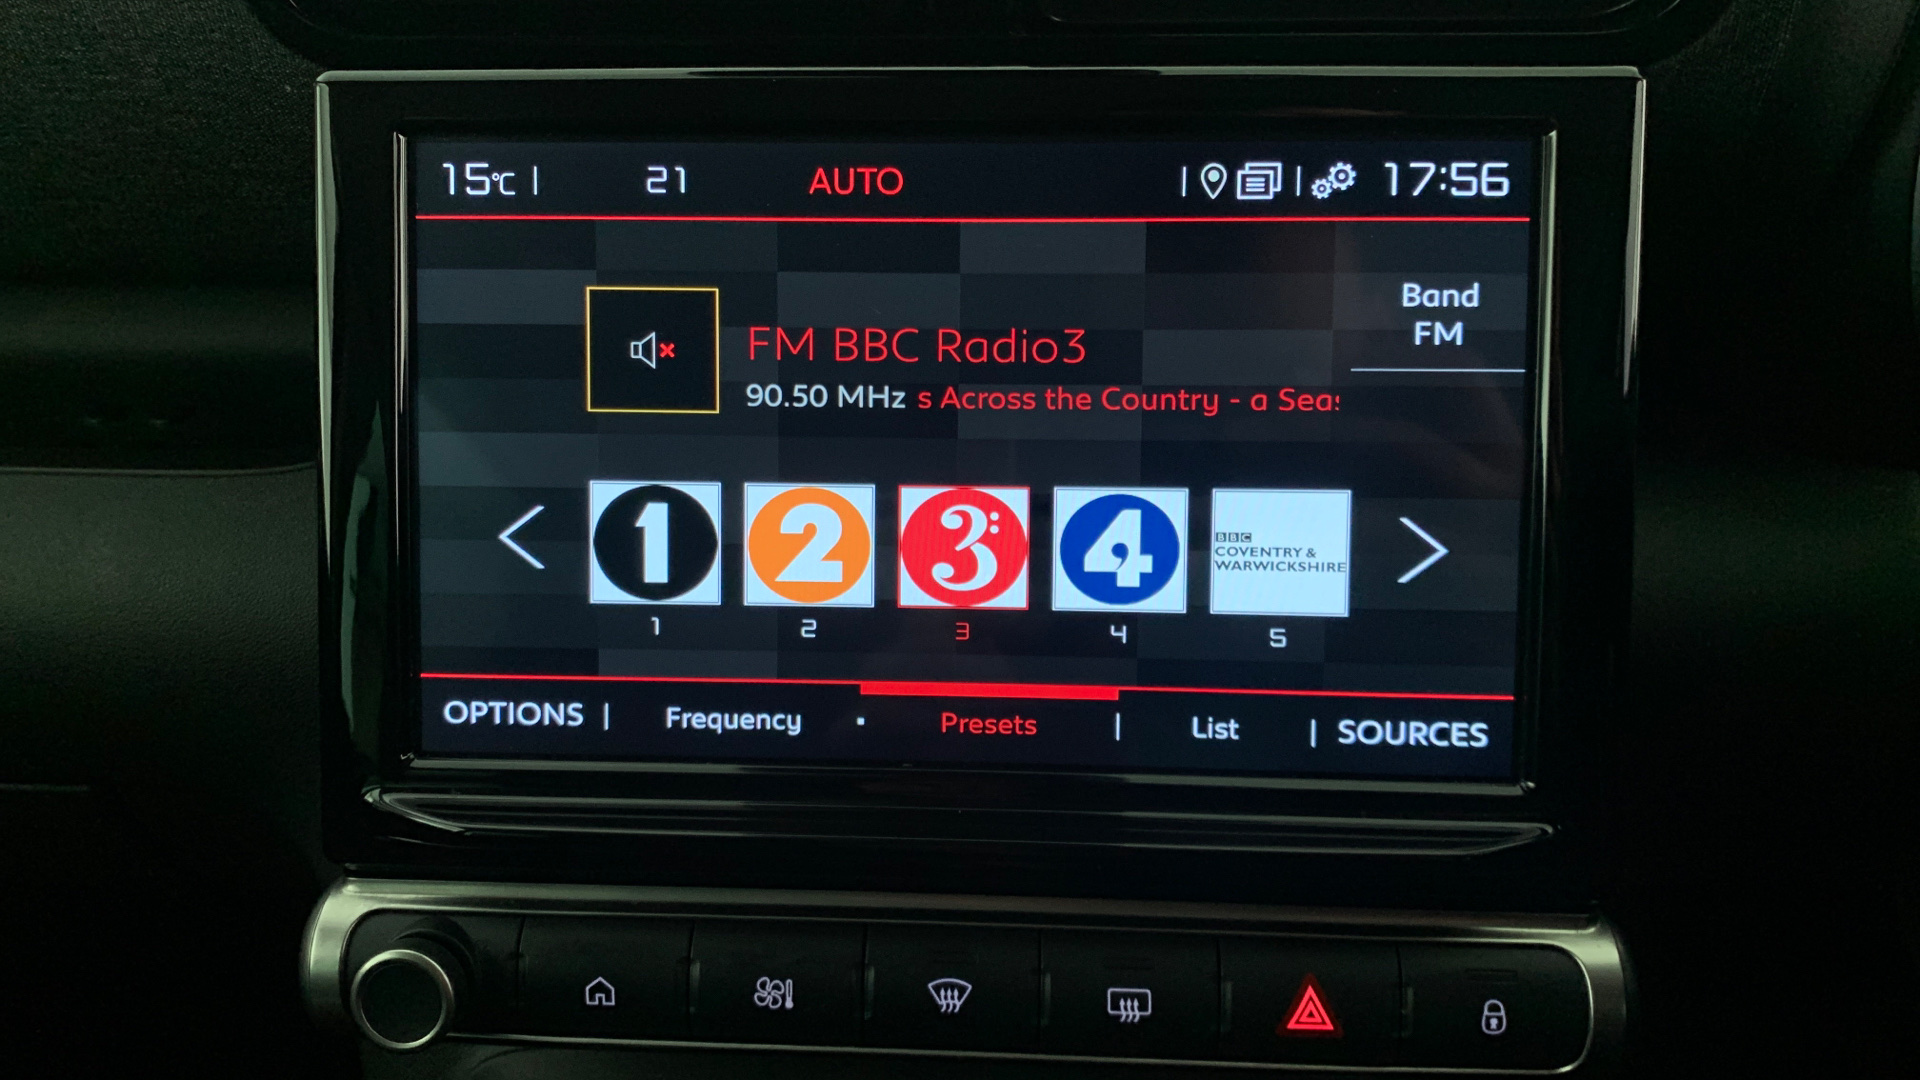 15°C | 21 AUTO | | 17:56
Band
FM
FM BBC Radio3
90.50 MHz s Across the Country - a Sea
1 2 3 4 BBC
COVENTRY &
WARWICKSHIRE
1 2 3 4 5
OPTIONS | Frequency · Presets | List | SOURCES